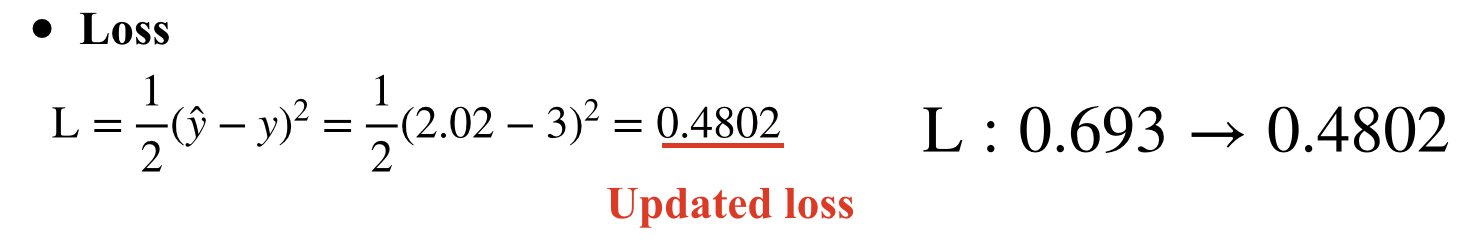 • Loss
L = 1/2(ŷ − y)² = 1/2(2.02 − 3)² = 0.4802
L : 0.693 → 0.4802
Updated loss